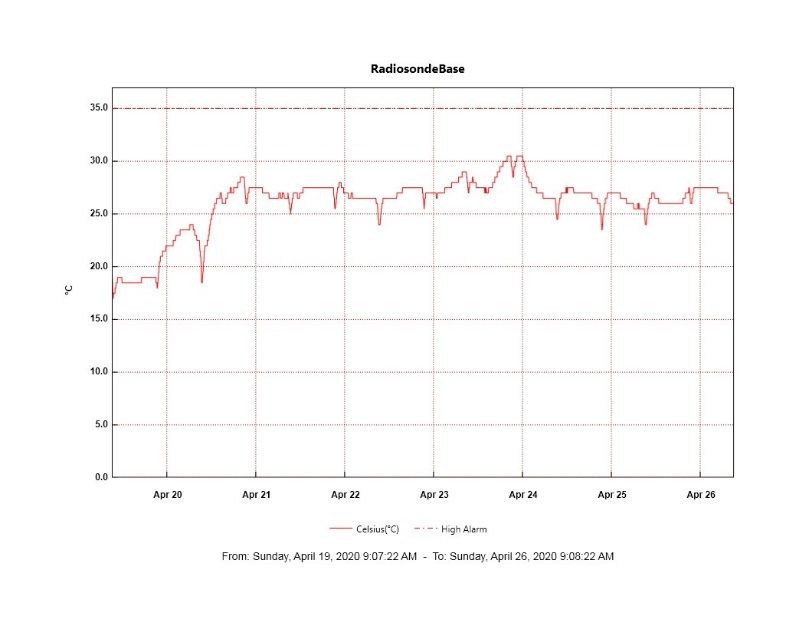 RadiosondeBase
35.0
30.0
25.0
20.0
°C
15.0
10.0
5.0
0.0
Apr 20 Apr 21 Apr 22 Apr 23 Apr 24 Apr 25 Apr 26
Celsius(°C) High Alarm
From: Sunday, April 19, 2020 9:07:22 AM - To: Sunday, April 26, 2020 9:08:22 AM